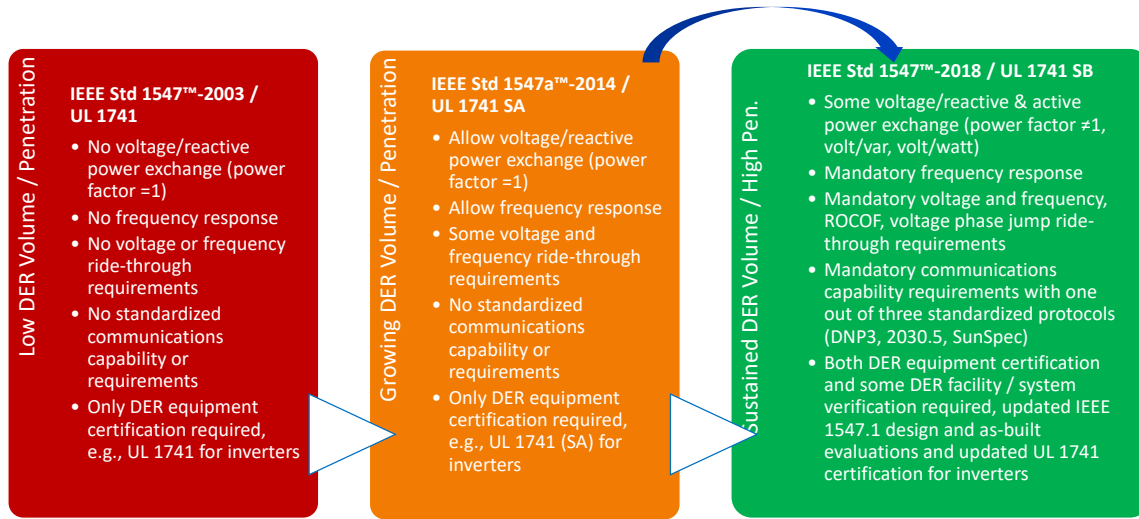 Low DER Volume / Penetration
IEEE Std 1547™-2003 /
UL 1741
• No voltage/reactive
power exchange (power
factor =1)
• No frequency response
• No voltage or frequency
ride-through
requirements
• No standardized
communications
capability or
requirements
• Only DER equipment
certification required,
e.g., UL 1741 for inverters
Growing DER Volume / Penetration
IEEE Std 1547a™-2014 /
UL 1741 SA
• Allow voltage/reactive
power exchange (power
factor =1)
• Allow frequency response
• Some voltage and
frequency ride-through
requirements
• No standardized
communications
capability or
requirements
• Only DER equipment
certification required,
e.g., UL 1741 (SA) for
inverters
Sustained DER Volume / High Pen.
IEEE Std 1547™-2018 / UL 1741 SB
• Some voltage/reactive & active
power exchange (power factor ≠1,
volt/var, volt/watt)
• Mandatory frequency response
• Mandatory voltage and frequency,
ROCOF, voltage phase jump ride-
through requirements
• Mandatory communications
capability requirements with one
out of three standardized protocols
(DNP3, 2030.5, SunSpec)
• Both DER equipment certification
and some DER facility / system
verification required, updated IEEE
1547.1 design and as-built
evaluations and updated UL 1741
certification for inverters